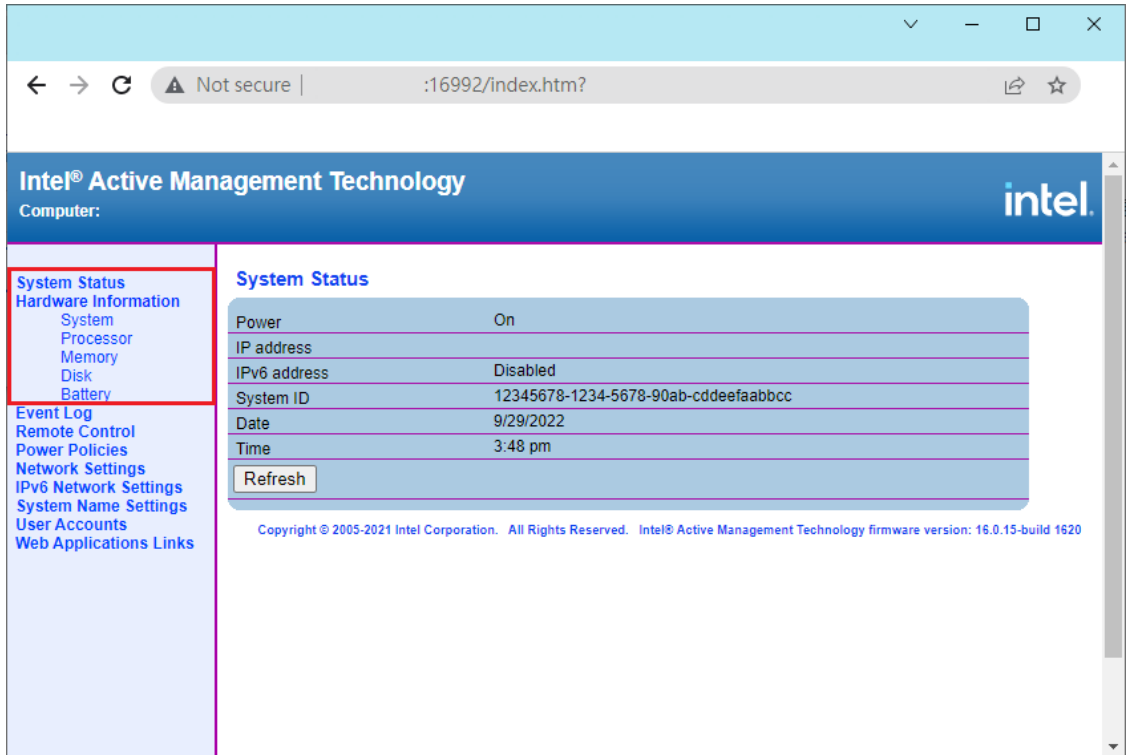 Not secure | :16992/index.htm?
Intel® Active Management Technology
Computer:
intel.
System Status
Hardware Information
System
Processor
Memory
Disk
Battery
Event Log
Remote Control
Power Policies
Network Settings
IPv6 Network Settings
System Name Settings
User Accounts
Web Applications Links
System Status
Power On
IP address
IPv6 address Disabled
System ID 12345678-1234-5678-90ab-cddeefaabbcc
Date 9/29/2022
Time 3:48 pm
Refresh
Copyright © 2005-2021 Intel Corporation. All Rights Reserved. Intel® Active Management Technology firmware version: 16.0.15-build 1620